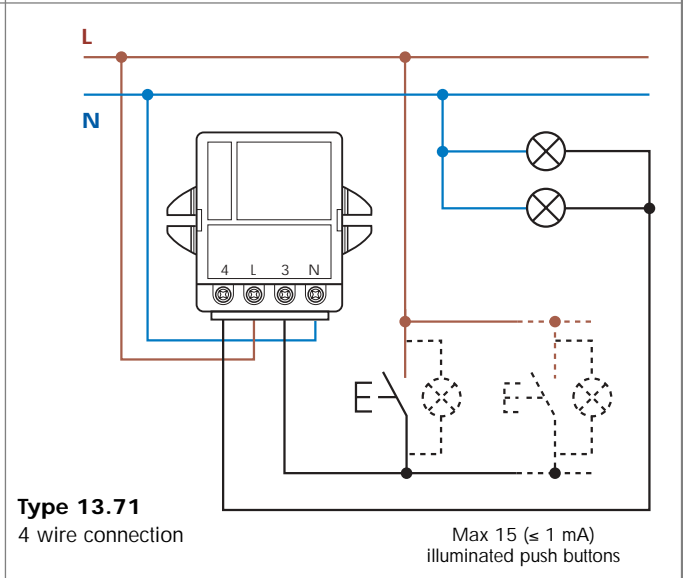 L
N
4 L 3 N
Type 13.71
4 wire connection
Max 15 (≤ 1 mA)
illuminated push buttons